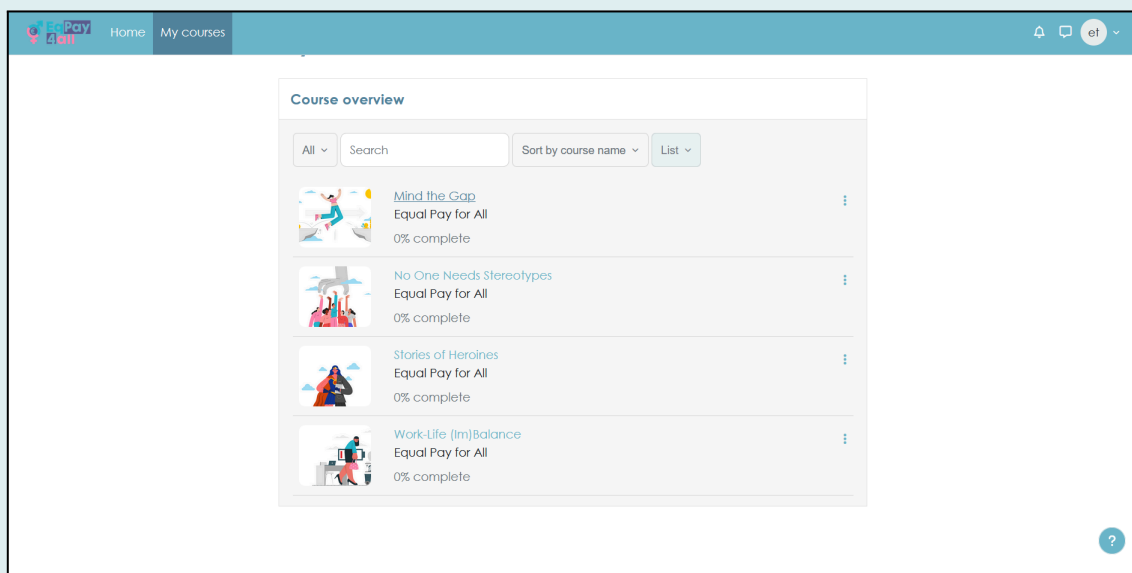 EqPay
4all
Home
My courses
et
Course overview
All
Search
Sort by course name
List
Mind the Gap
Equal Pay for All
0% complete
No One Needs Stereotypes
Equal Pay for All
0% complete
Stories of Heroines
Equal Pay for All
0% complete
Work-Life (Im)Balance
Equal Pay for All
0% complete
?